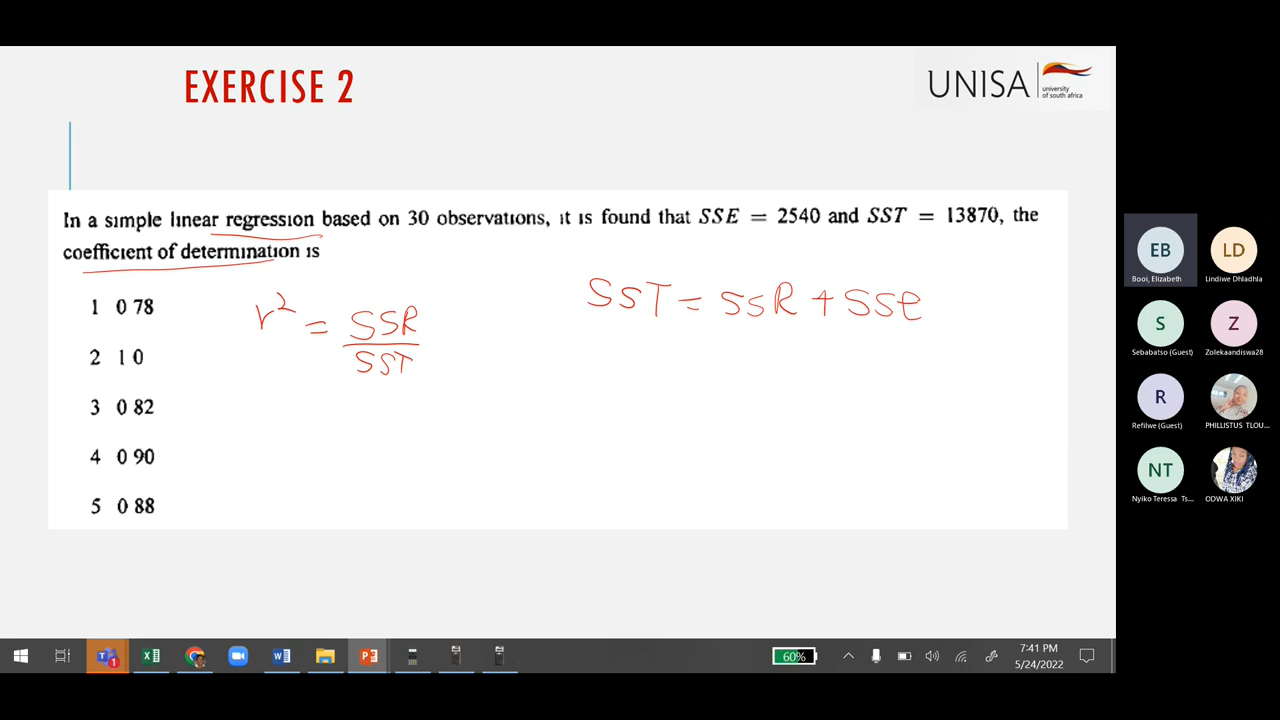 EXERCISE 2
UNISA
university
of south africa
In a simple linear regression based on 30 observations, it is found that SSE = 2540 and SST = 13870, the
coefficient of determination is
1 0 78
2 1 0
3 0 82
4 0 90
5 0 88
r² = SSR
SST
SST = SSR + SSE
EB
Booi, Elizabeth
LD
Lindiwe Dhladhla
S
Sebabatso (Guest)
Z
Zolekaandiswa28
R
Refilwe (Guest)
PHILLISTUS TLOU...
NT
Nyiko Teressa Ts...
ODWA XIKI
1
60%
7:41 PM
5/24/2022